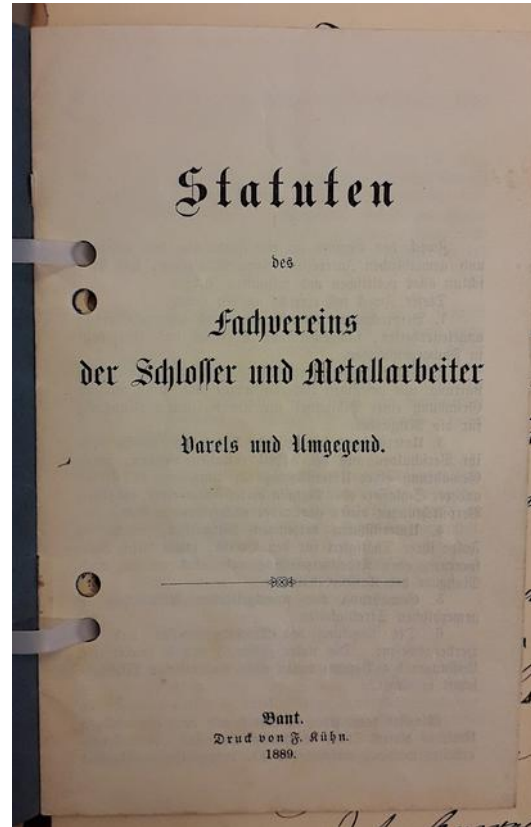 Statuten
des
Fachvereins
der Schlosser und Metallarbeiter
Varels und Umgegend.
Bant.
Druck von F. Kühn.
1889.